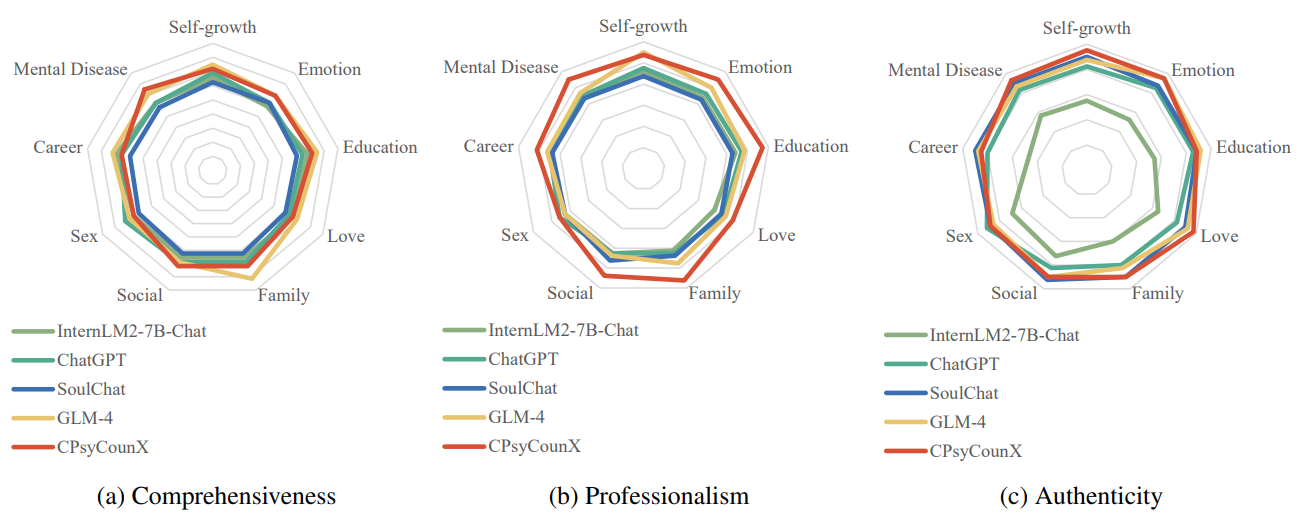 Self-growth
Mental Disease
Emotion
Career
Education
Sex
Love
Social
Family
InternLM2-7B-Chat
ChatGPT
SoulChat
GLM-4
CPsyCounX
(a) Comprehensiveness
Self-growth
Mental Disease
Emotion
Career
Education
Sex
Love
Social
Family
InternLM2-7B-Chat
ChatGPT
SoulChat
GLM-4
CPsyCounX
(b) Professionalism
Self-growth
Mental Disease
Emotion
Career
Education
Sex
Love
Social
Family
InternLM2-7B-Chat
ChatGPT
SoulChat
GLM-4
CPsyCounX
(c) Authenticity